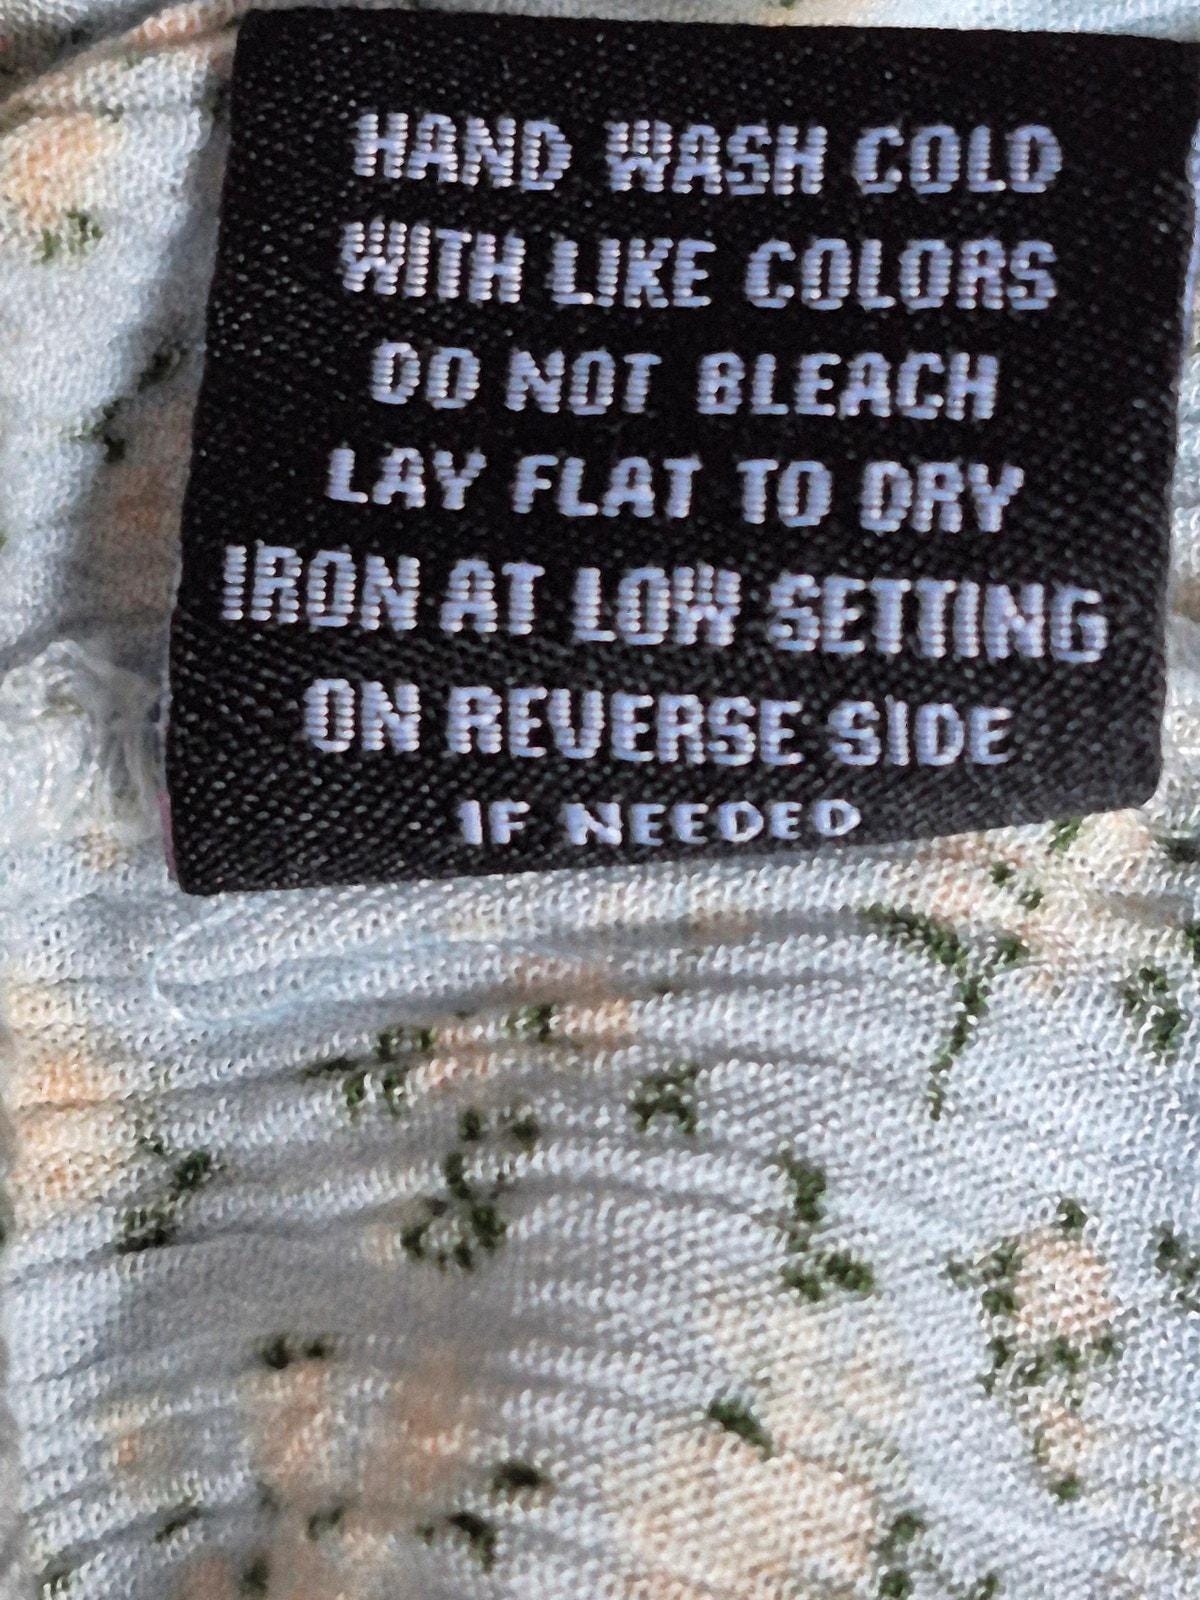 HAND WASH COLD
WITH LIKE COLORS
DO NOT BLEACH
LAY FLAT TO DRY
IRON AT LOW SETTING
ON REVERSE SIDE
IF NEEDED